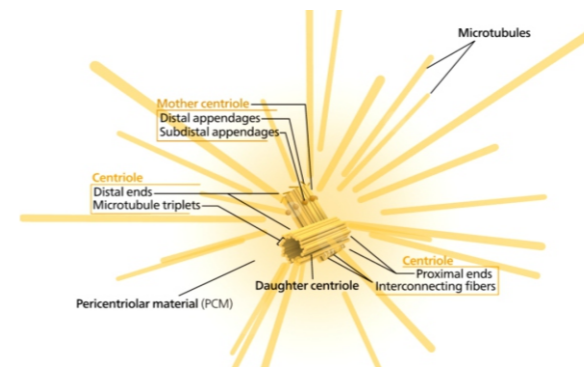 Microtubules
Mother centriole
Distal appendages
Subdistal appendages
Centriole
Distal ends
Microtubule triplets
Centriole
Proximal ends
Interconnecting fibers
Daughter centriole
Pericentriolar material (PCM)